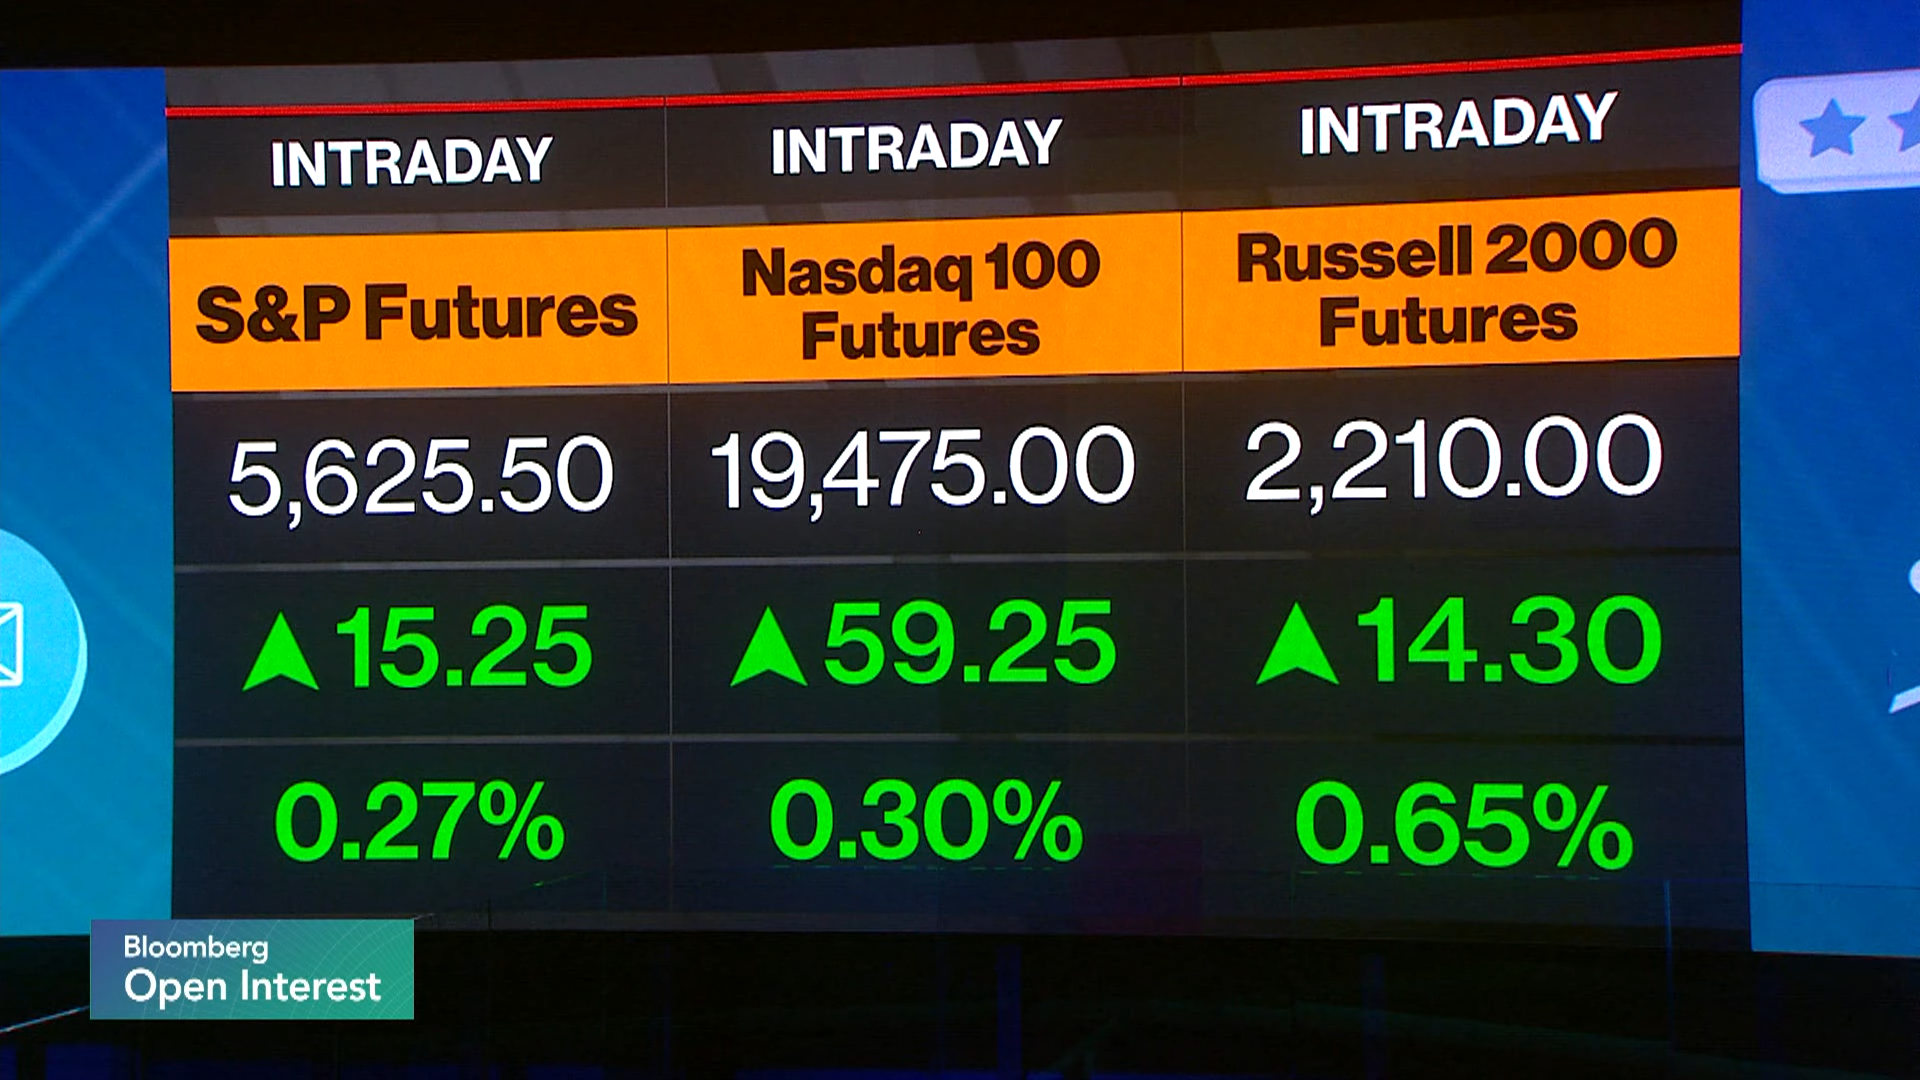 INTRADAY INTRADAY INTRADAY
S&P Futures
Nasdaq 100
Futures
Russell 2000
Futures
5,625.50 19,475.00 2,210.00
▲15.25 ▲59.25 ▲14.30
0.27% 0.30% 0.65%
Bloomberg
Open Interest